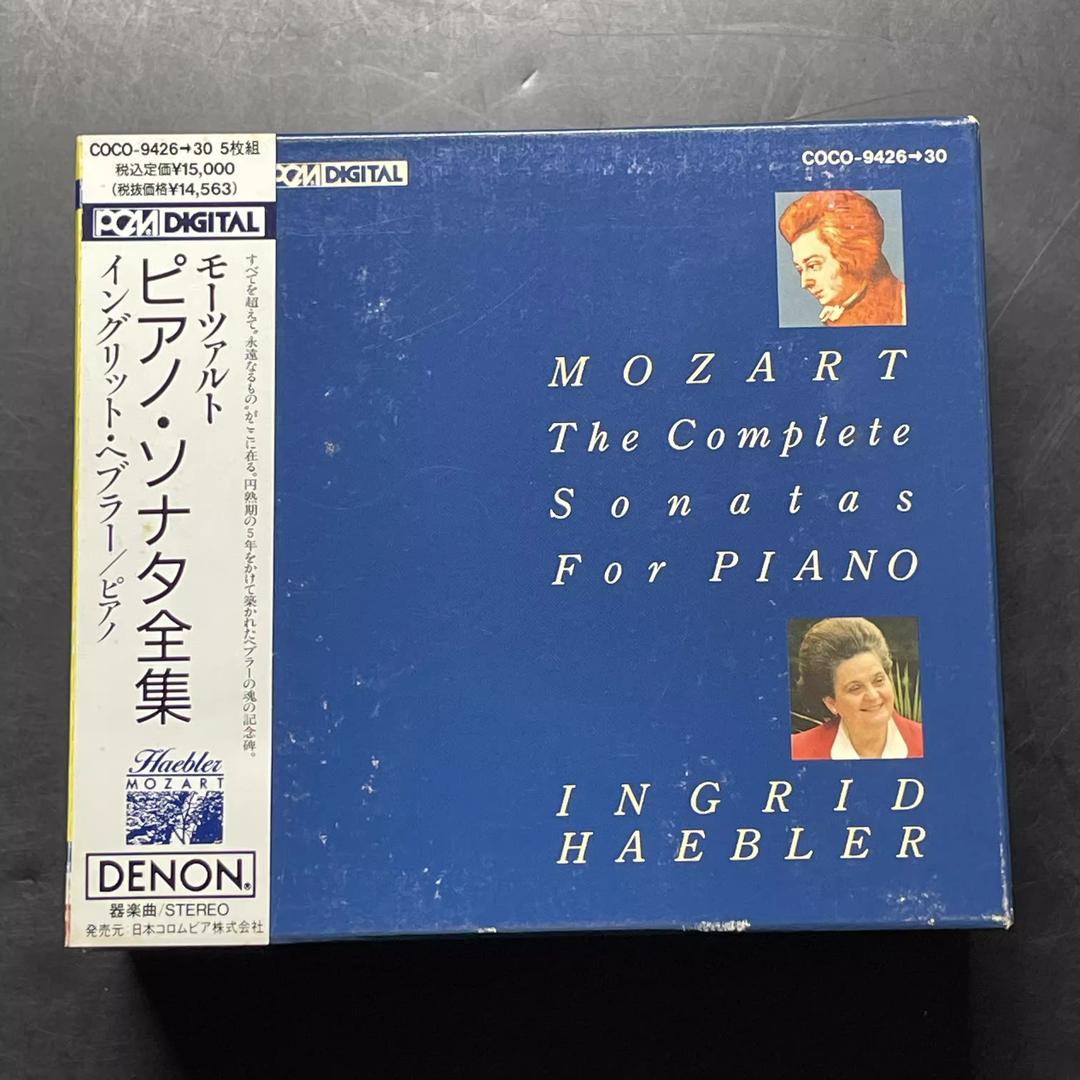 COCO-9426→30 5枚組
税込定価¥15,000
(税抜価格¥14,563)
PCM DIGITAL
すべてを超えて“永遠なるもの”がここに在る。円熟期の5年をかけて築かれたヘブラーの魂の記念碑。
モーツァルト
ピアノ・ソナタ全集
イングリット・ヘブラー/ピアノ
Haebler
MOZART
DENON®
器楽曲/STEREO
発売元 日本コロムビア株式会社
PCM DIGITAL
COCO-9426→30
MOZART
The Complete
Sonatas
For PIANO
INGRID
HAEBLER